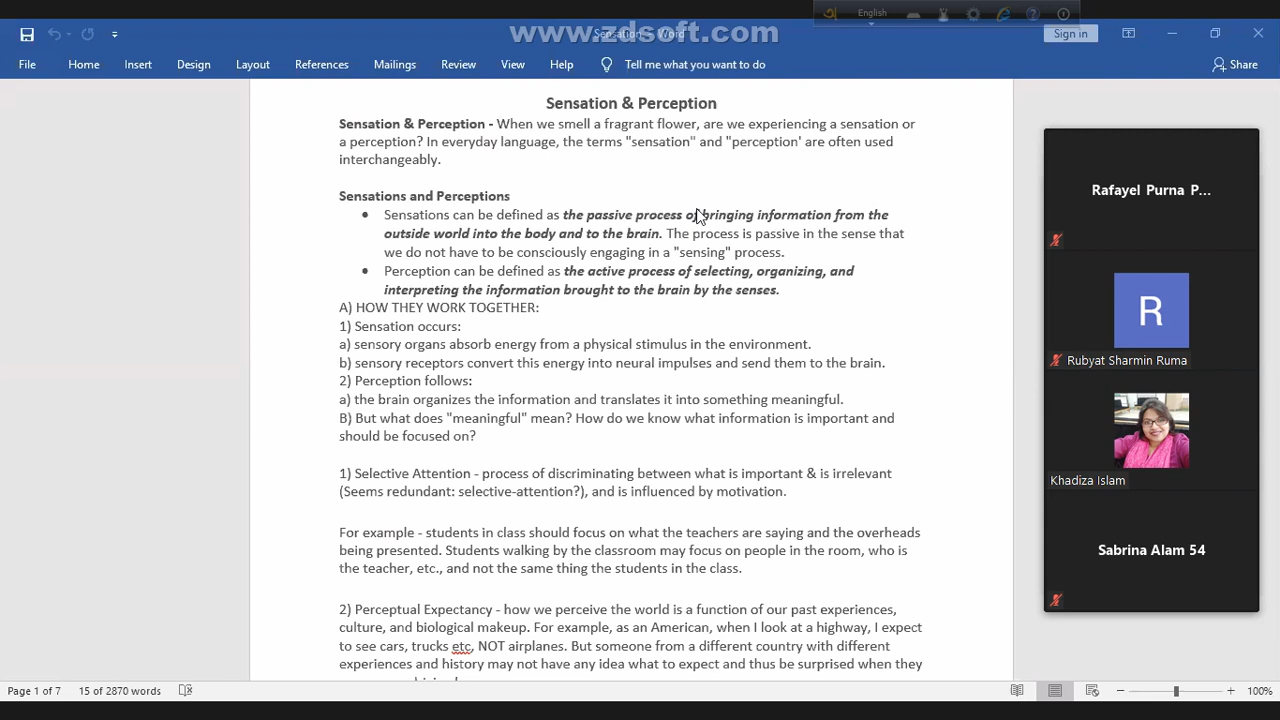 English
www.zdsoft.com
Sign in
File Home Insert Design Layout References Mailings Review View Help Tell me what you want to do Share
Sensation & Perception
Sensation & Perception - When we smell a fragrant flower, are we experiencing a sensation or
a perception? In everyday language, the terms "sensation" and "perception' are often used
interchangeably.
Sensations and Perceptions
• Sensations can be defined as the passive process of bringing information from the
outside world into the body and to the brain. The process is passive in the sense that
we do not have to be consciously engaging in a "sensing" process.
• Perception can be defined as the active process of selecting, organizing, and
interpreting the information brought to the brain by the senses.
A) HOW THEY WORK TOGETHER:
1) Sensation occurs:
a) sensory organs absorb energy from a physical stimulus in the environment.
b) sensory receptors convert this energy into neural impulses and send them to the brain.
2) Perception follows:
a) the brain organizes the information and translates it into something meaningful.
B) But what does "meaningful" mean? How do we know what information is important and
should be focused on?
1) Selective Attention - process of discriminating between what is important & is irrelevant
(Seems redundant: selective-attention?), and is influenced by motivation.
For example - students in class should focus on what the teachers are saying and the overheads
being presented. Students walking by the classroom may focus on people in the room, who is
the teacher, etc., and not the same thing the students in the class.
2) Perceptual Expectancy - how we perceive the world is a function of our past experiences,
culture, and biological makeup. For example, as an American, when I look at a highway, I expect
to see cars, trucks etc, NOT airplanes. But someone from a different country with different
experiences and history may not have any idea what to expect and thus be surprised when they
Rafayel Purna P...
R
Rubyat Sharmin Ruma
Khadiza Islam
Sabrina Alam 54
Page 1 of 7 15 of 2870 words 100%